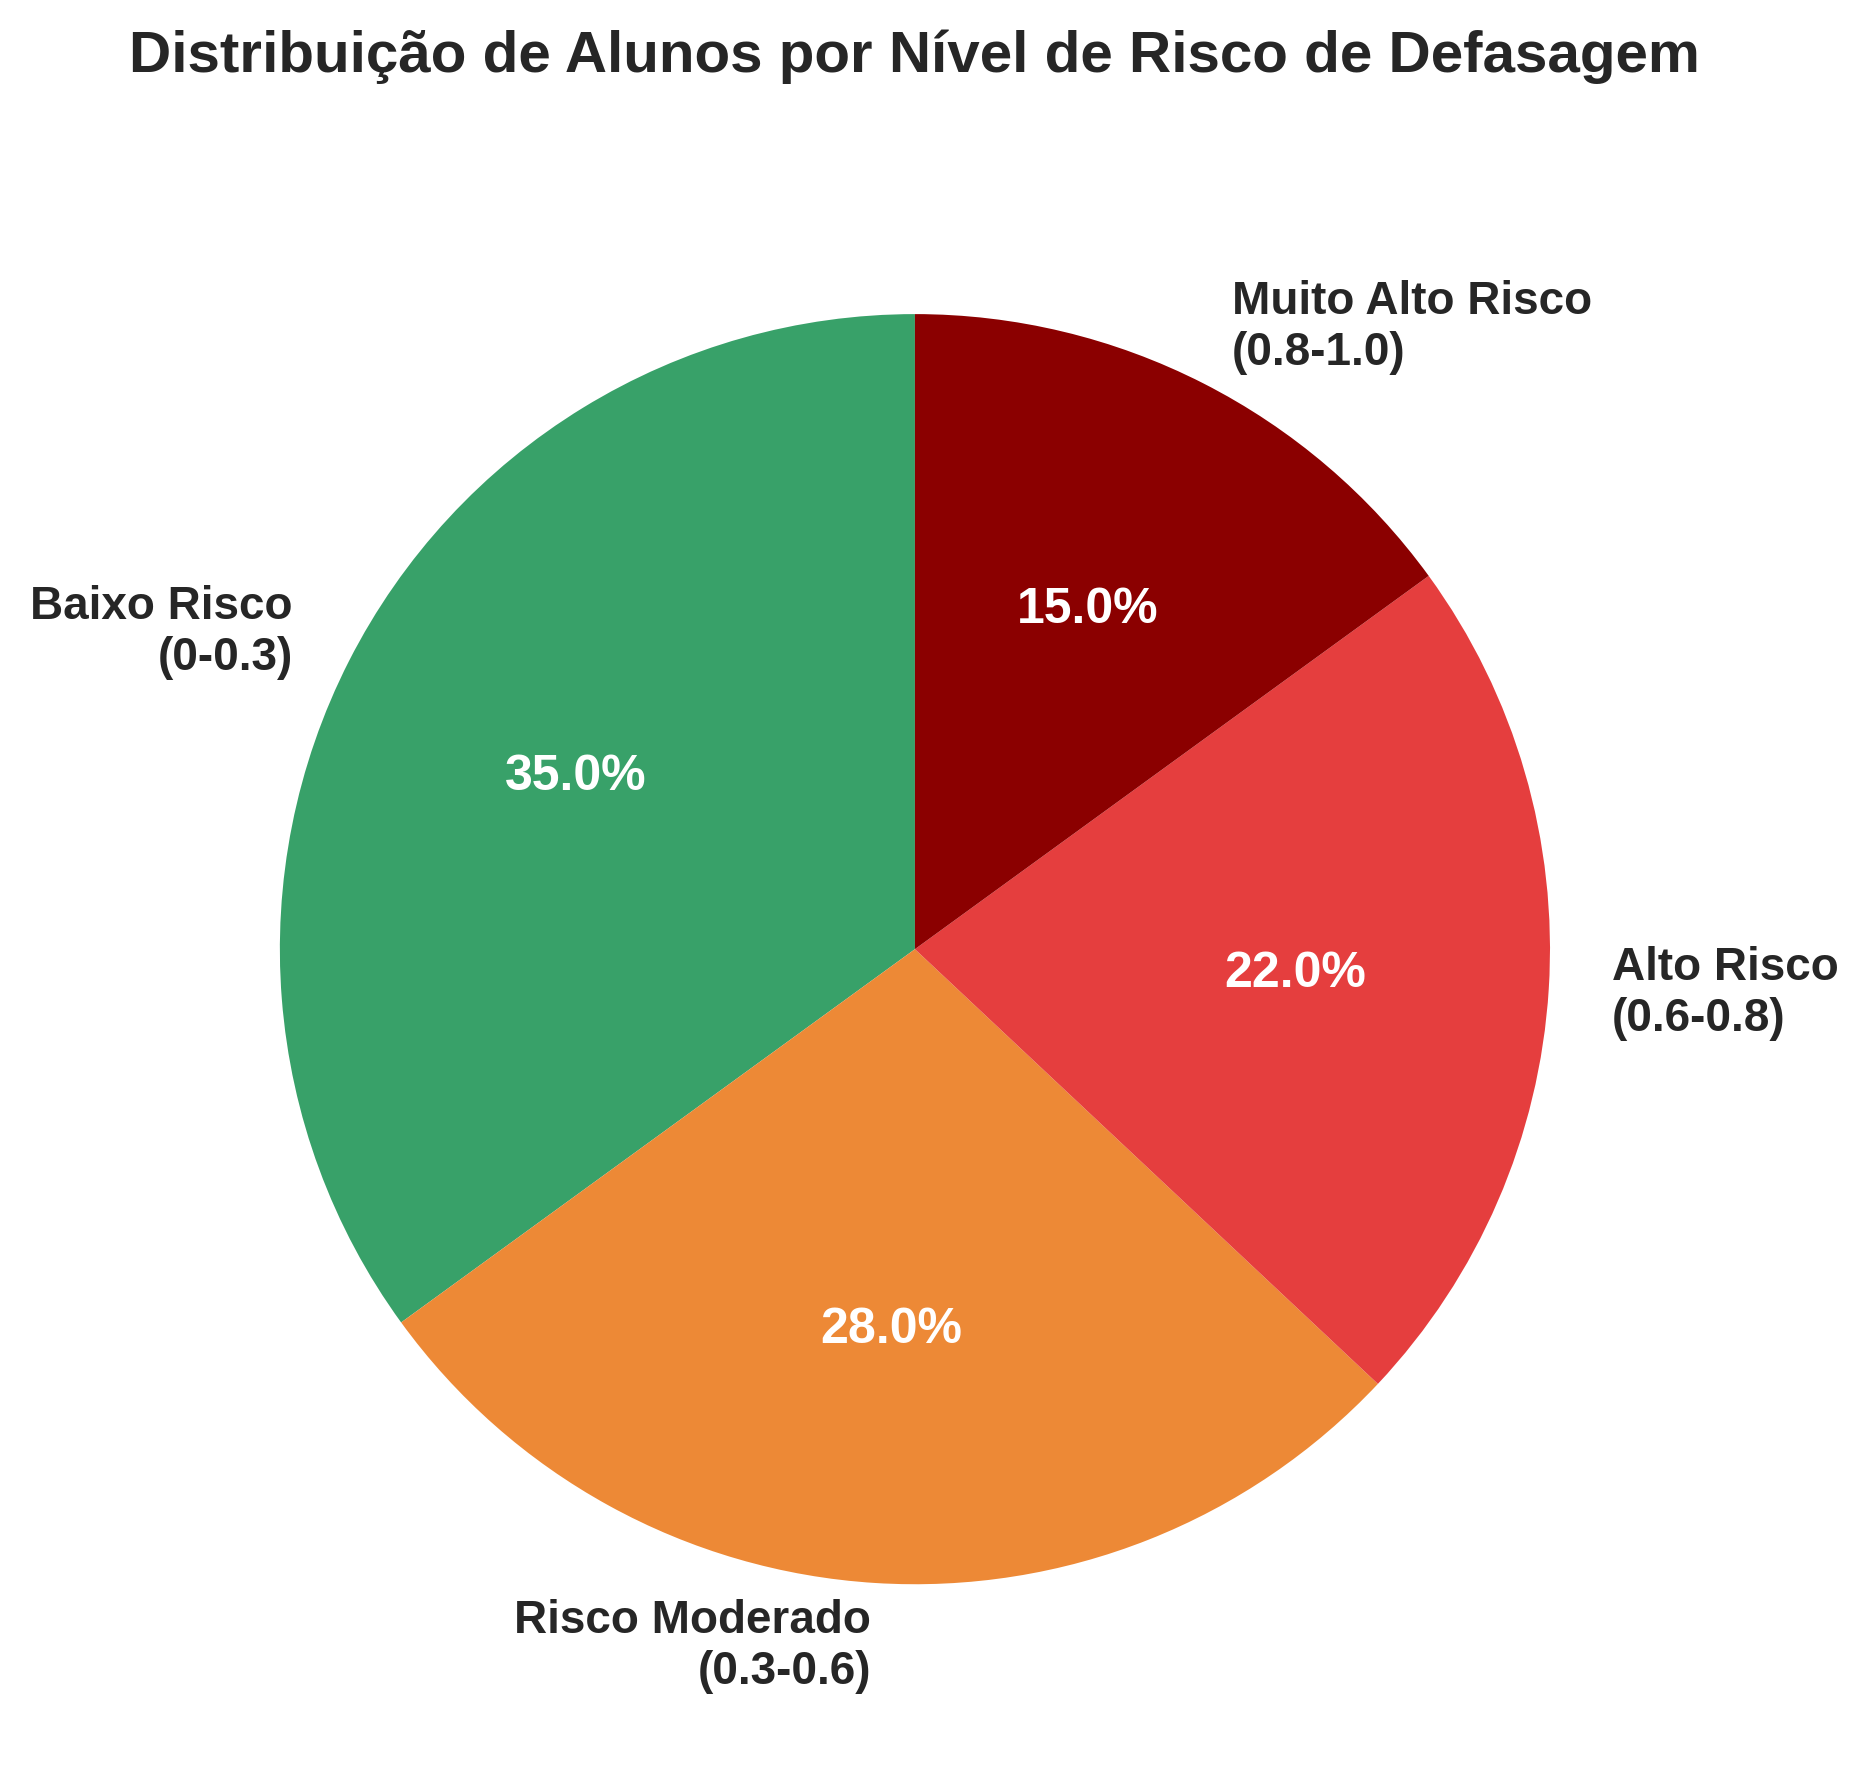 Distribuição de Alunos por Nível de Risco de Defasagem
Muito Alto Risco
(0.8-1.0)
15.0%
Baixo Risco
(0-0.3)
35.0%
22.0%
Alto Risco
(0.6-0.8)
28.0%
Risco Moderado
(0.3-0.6)